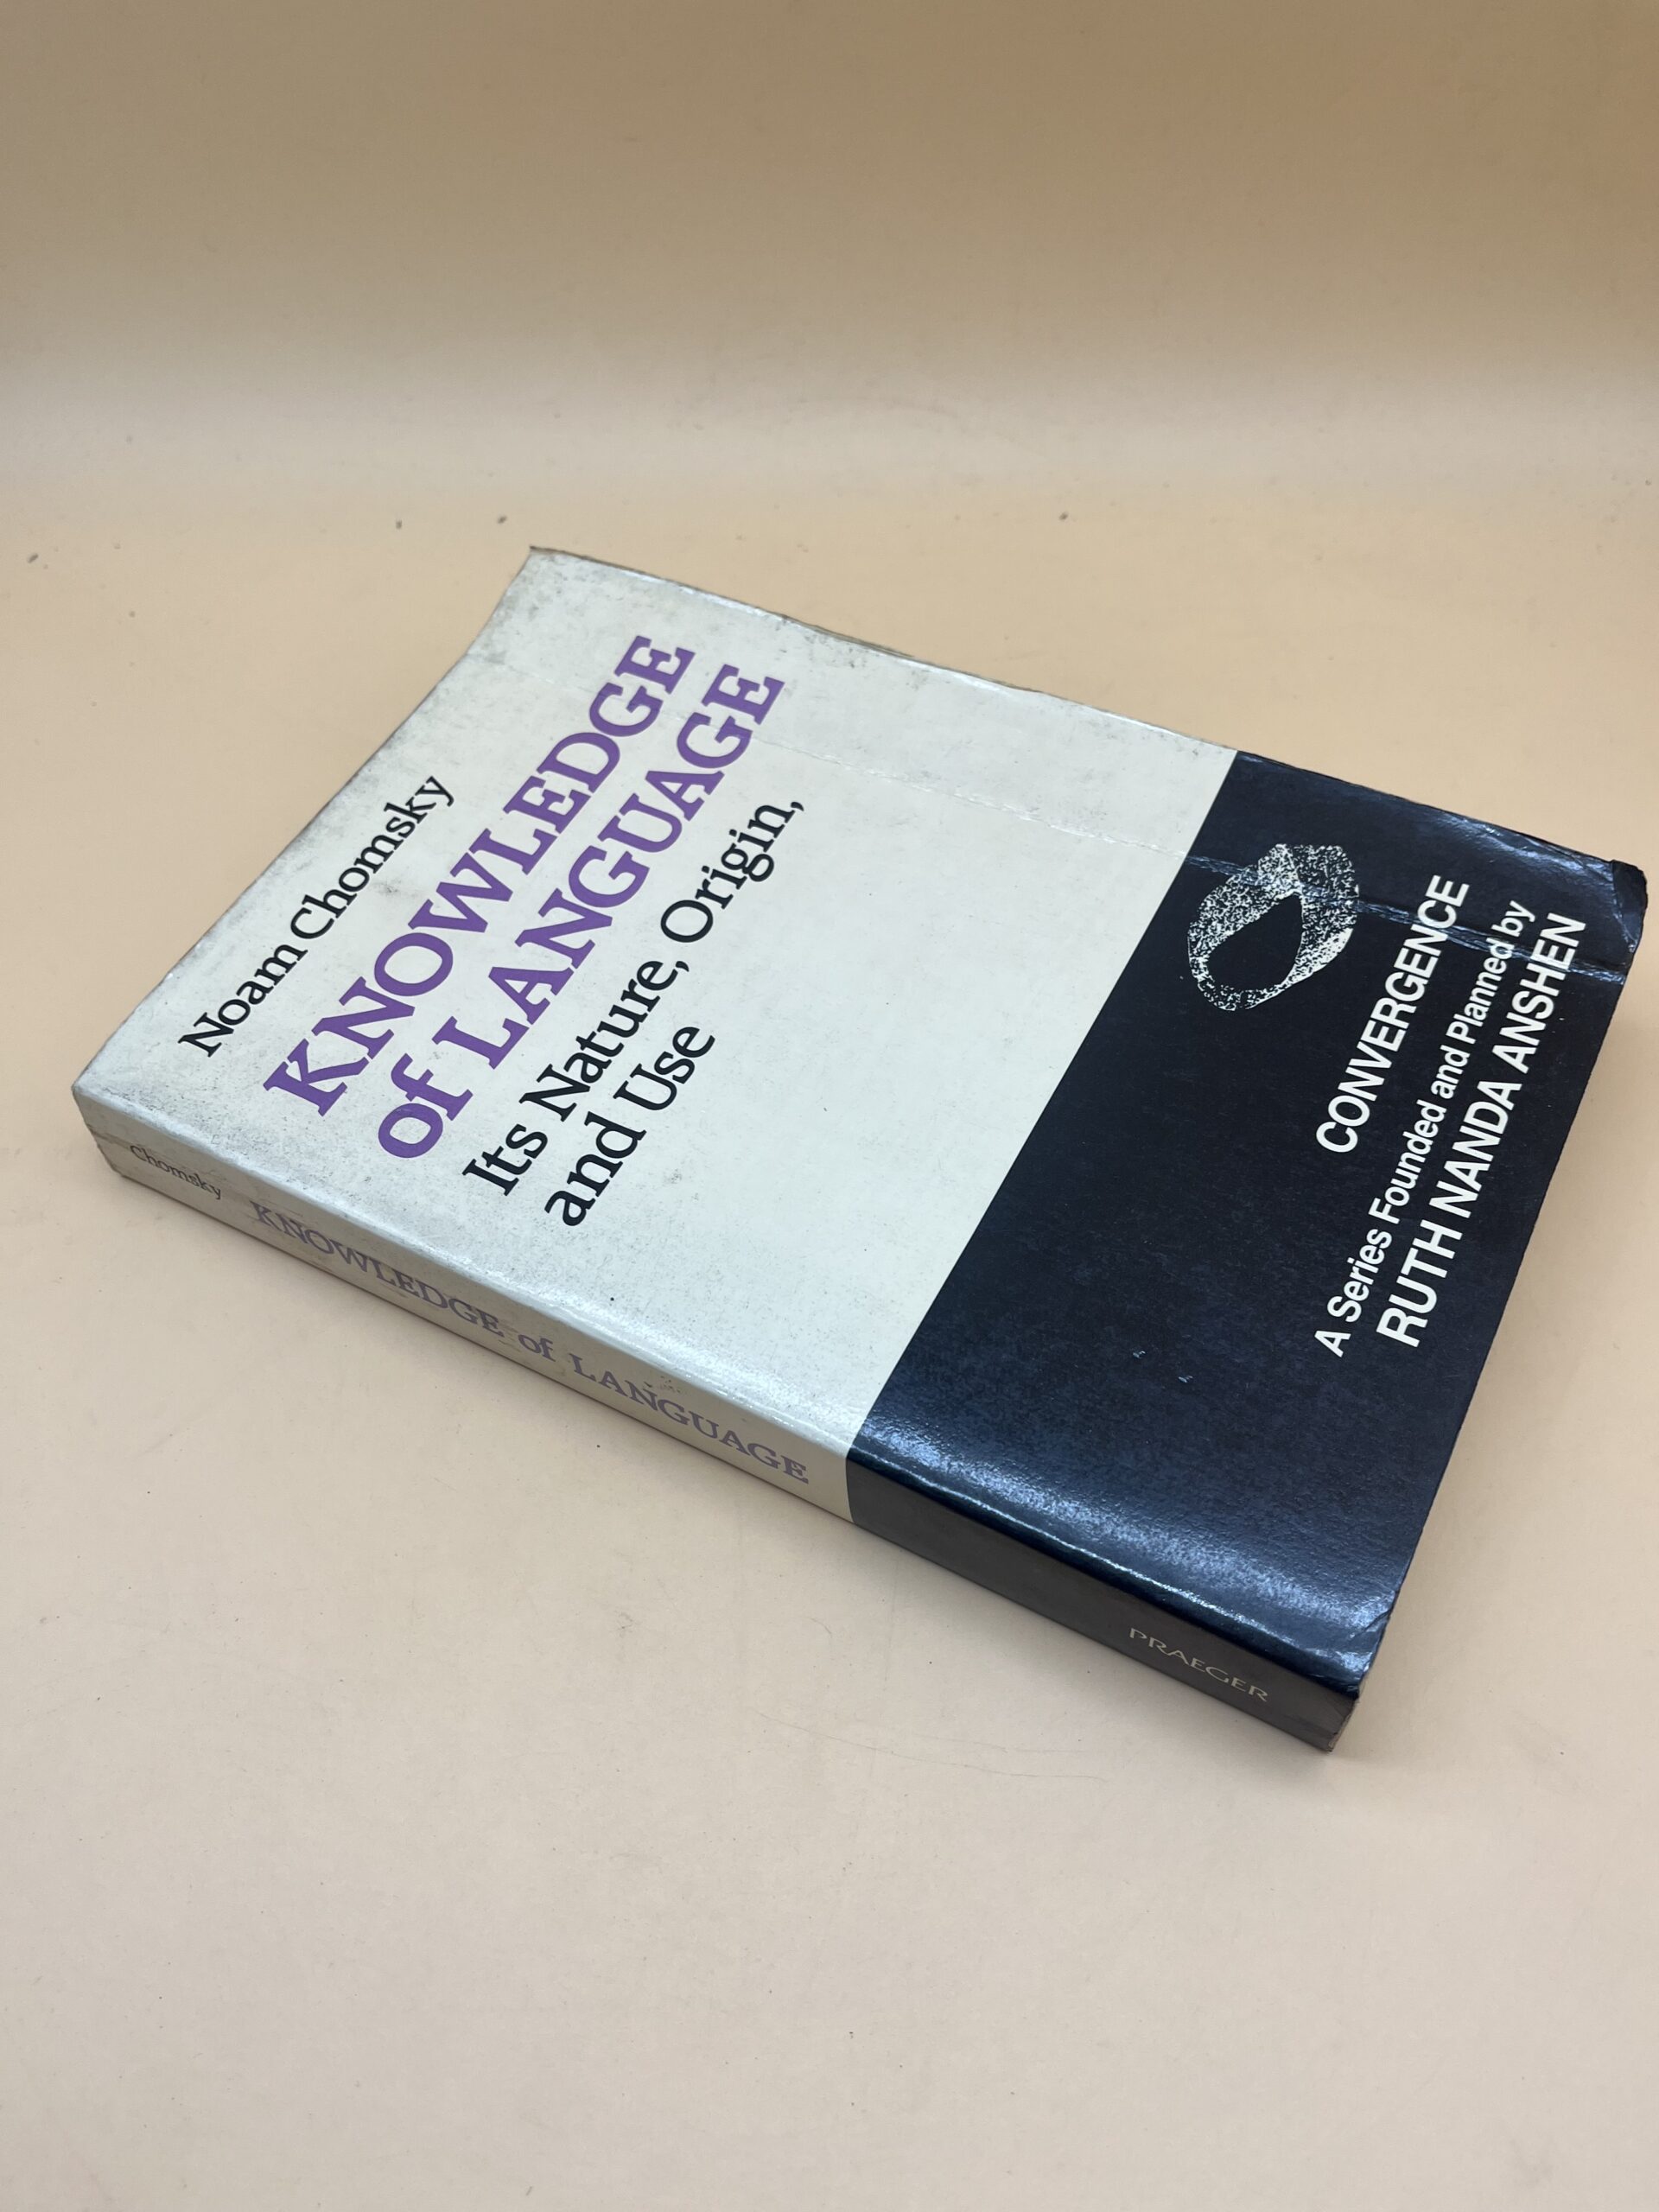 Noam Chomsky
KNOWLEDGE
of LANGUAGE
Its Nature, Origin,
and Use
CONVERGENCE
A Series Founded and Planned by
RUTH NANDA ANSHEN
Chomsky KNOWLEDGE of LANGUAGE PRAEGER